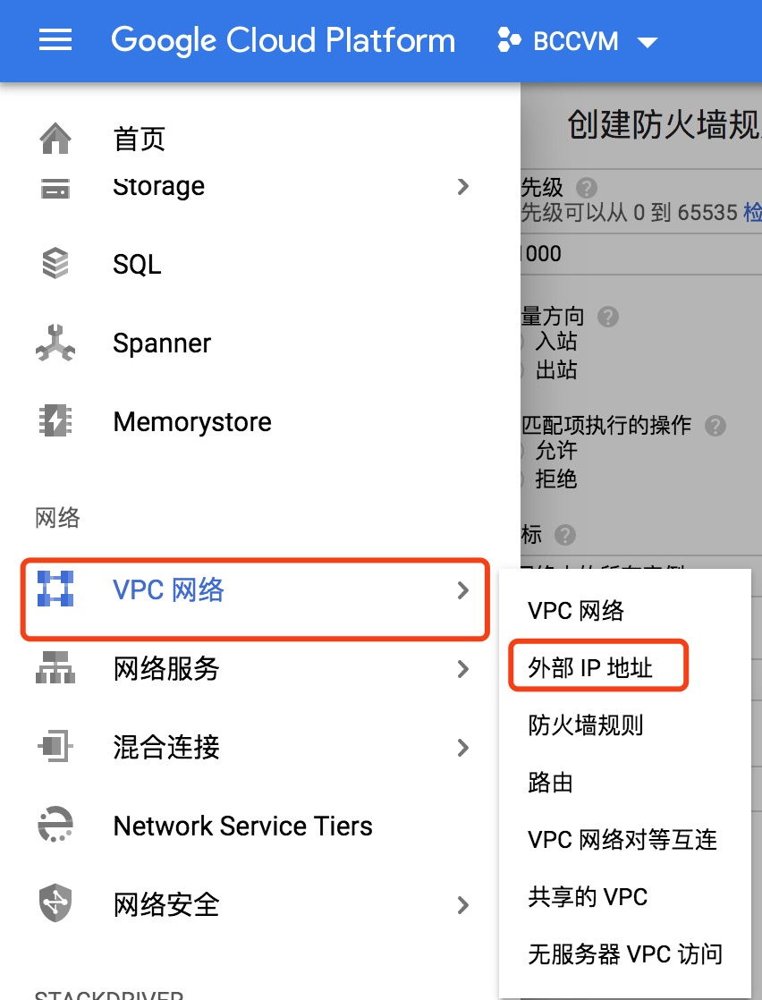 Google Cloud Platform
BCCVM
首页
Storage
SQL
Spanner
Memorystore
网络
VPC 网络
网络服务
混合连接
Network Service Tiers
网络安全
STACKDRIVER
创建防火墙规
先级
先级可以从 0 到 65535 检
1000
量方向
入站
出站
匹配项执行的操作
允许
拒绝
标
VPC 网络
外部 IP 地址
防火墙规则
路由
VPC 网络对等互连
共享的 VPC
无服务器 VPC 访问